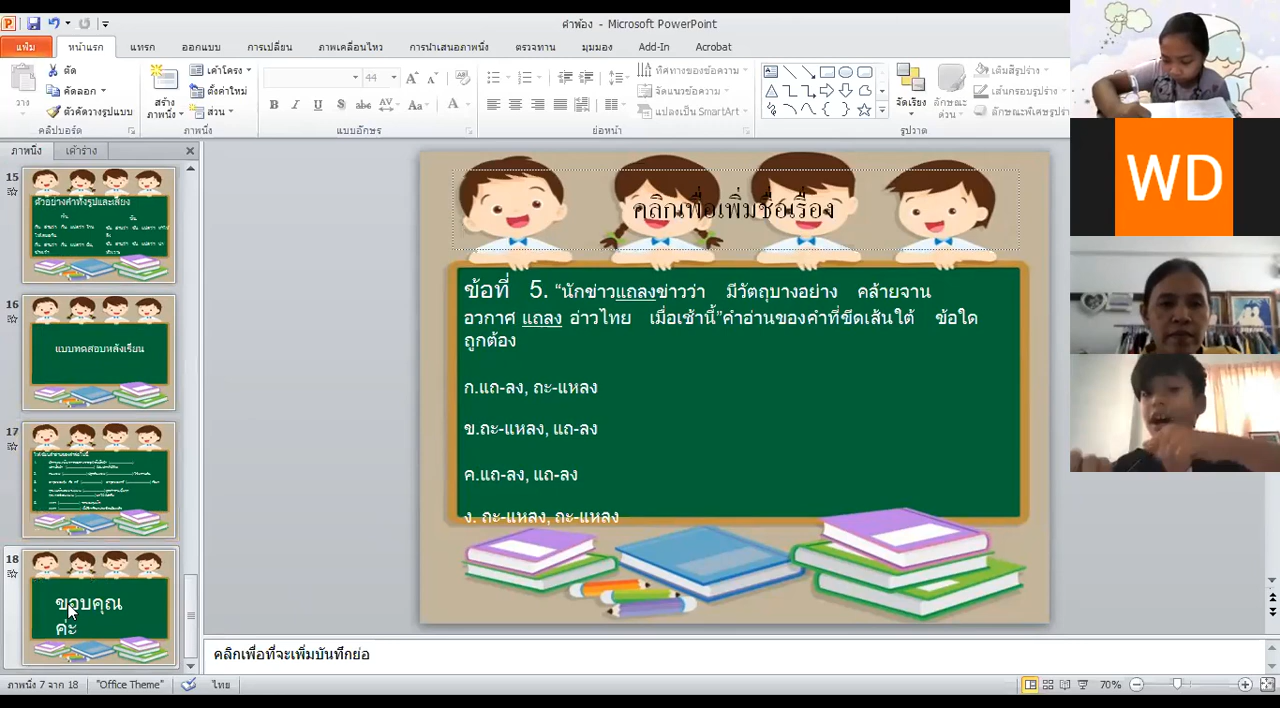 คำพ้อง - Microsoft PowerPoint
แฟ้ม หน้าแรก แทรก ออกแบบ การเปลี่ยน ภาพเคลื่อนไหว การนำเสนอภาพนิ่ง ตรวจทาน มุมมอง Add-In Acrobat
วาง ตัด
คัดลอก
ตัวคัดวางรูปแบบ
คลิปบอร์ด
สร้าง
ภาพนิ่ง
เค้าโครง
ตั้งค่าใหม่
ส่วน
ภาพนิ่ง
44
B I U S abc AV Aa A
แบบอักษร
ทิศทางของข้อความ
จัดแนวข้อความ
แปลงเป็น SmartArt
ย่อหน้า
จัดเรียง
ลักษณะ
ด่วน
เติมสีรูปร่าง
เส้นกรอบรูปร่าง
ลักษณะพิเศษรูปร่าง
รูปวาด
ภาพนิ่ง เค้าร่าง
15
ตัวอย่างคำทั้งรูปและเสียง
16
แบบทดสอบหลังเรียน
17
18
ขอบคุณ
ค่ะ
คลิกเพื่อเพิ่มชื่อเรื่อง
ข้อที่ 5. “นักข่าวแถลงข่าวว่า มีวัตถุบางอย่าง คล้ายจาน
อวกาศ แถลง อ่าวไทย เมื่อเช้านี้”คำอ่านของคำที่ขีดเส้นใต้ ข้อใด
ถูกต้อง
ก.แถ-ลง, ถะ-แหลง
ข.ถะ-แหลง, แถ-ลง
ค.แถ-ลง, แถ-ลง
ง. ถะ-แหลง, ถะ-แหลง
คลิกเพื่อที่จะเพิ่มบันทึกย่อ
ภาพนิ่ง 7 จาก 18 "Office Theme" ไทย 70%
WD